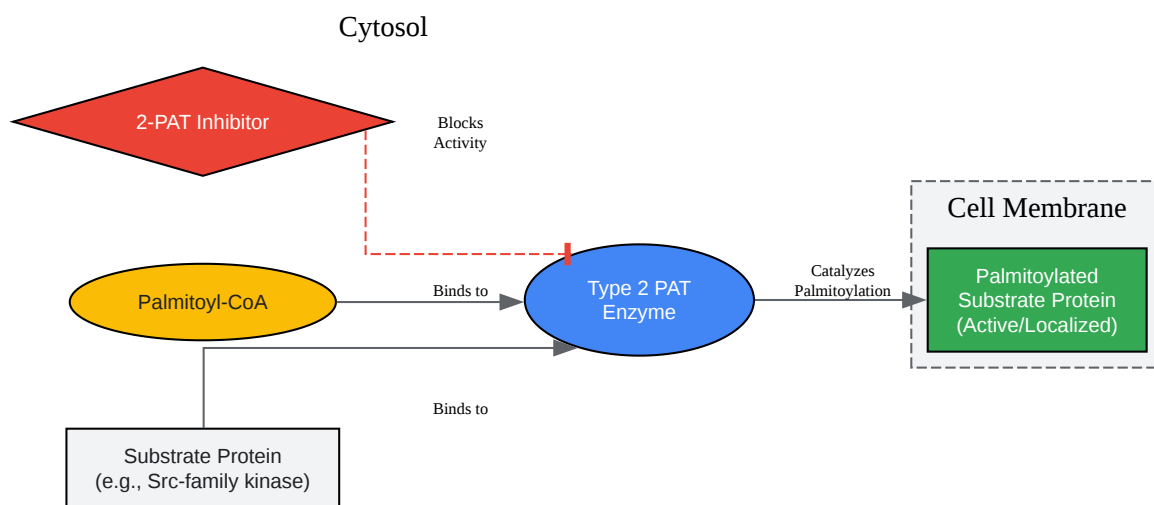 Cytosol
2-PAT Inhibitor
Blocks
Activity
Cell Membrane
Palmitoyl-CoA
Binds to
Type 2 PAT
Enzyme
Catalyzes
Palmitoylation
Palmitoylated
Substrate Protein
(Active/Localized)
Binds to
Substrate Protein
(e.g., Src-family kinase)